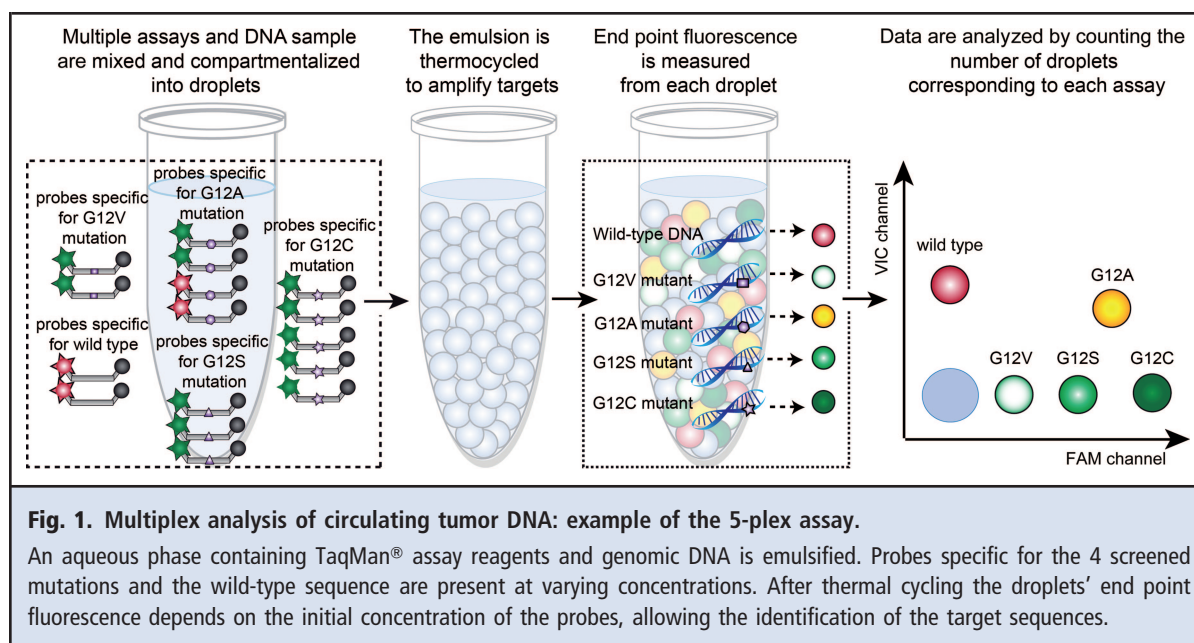 Multiple assays and DNA sample
are mixed and compartmentalized
into droplets
The emulsion is
thermocycled
to amplify targets
End point fluorescence
is measured
from each droplet
Data are analyzed by counting the
number of droplets
corresponding to each assay
probes specific
for G12V
mutation
probes specific
for G12A
mutation
probes specific
for G12C
mutation
probes specific
for wild type
probes specific
for G12S
mutation
Wild-type DNA
G12V mutant
G12A mutant
G12S mutant
G12C mutant
VIC channel
wild type
G12A
G12V
G12S
G12C
FAM channel
Fig. 1. Multiplex analysis of circulating tumor DNA: example of the 5-plex assay.
An aqueous phase containing TaqMan® assay reagents and genomic DNA is emulsified. Probes specific for the 4 screened
mutations and the wild-type sequence are present at varying concentrations. After thermal cycling the droplets' end point
fluorescence depends on the initial concentration of the probes, allowing the identification of the target sequences.